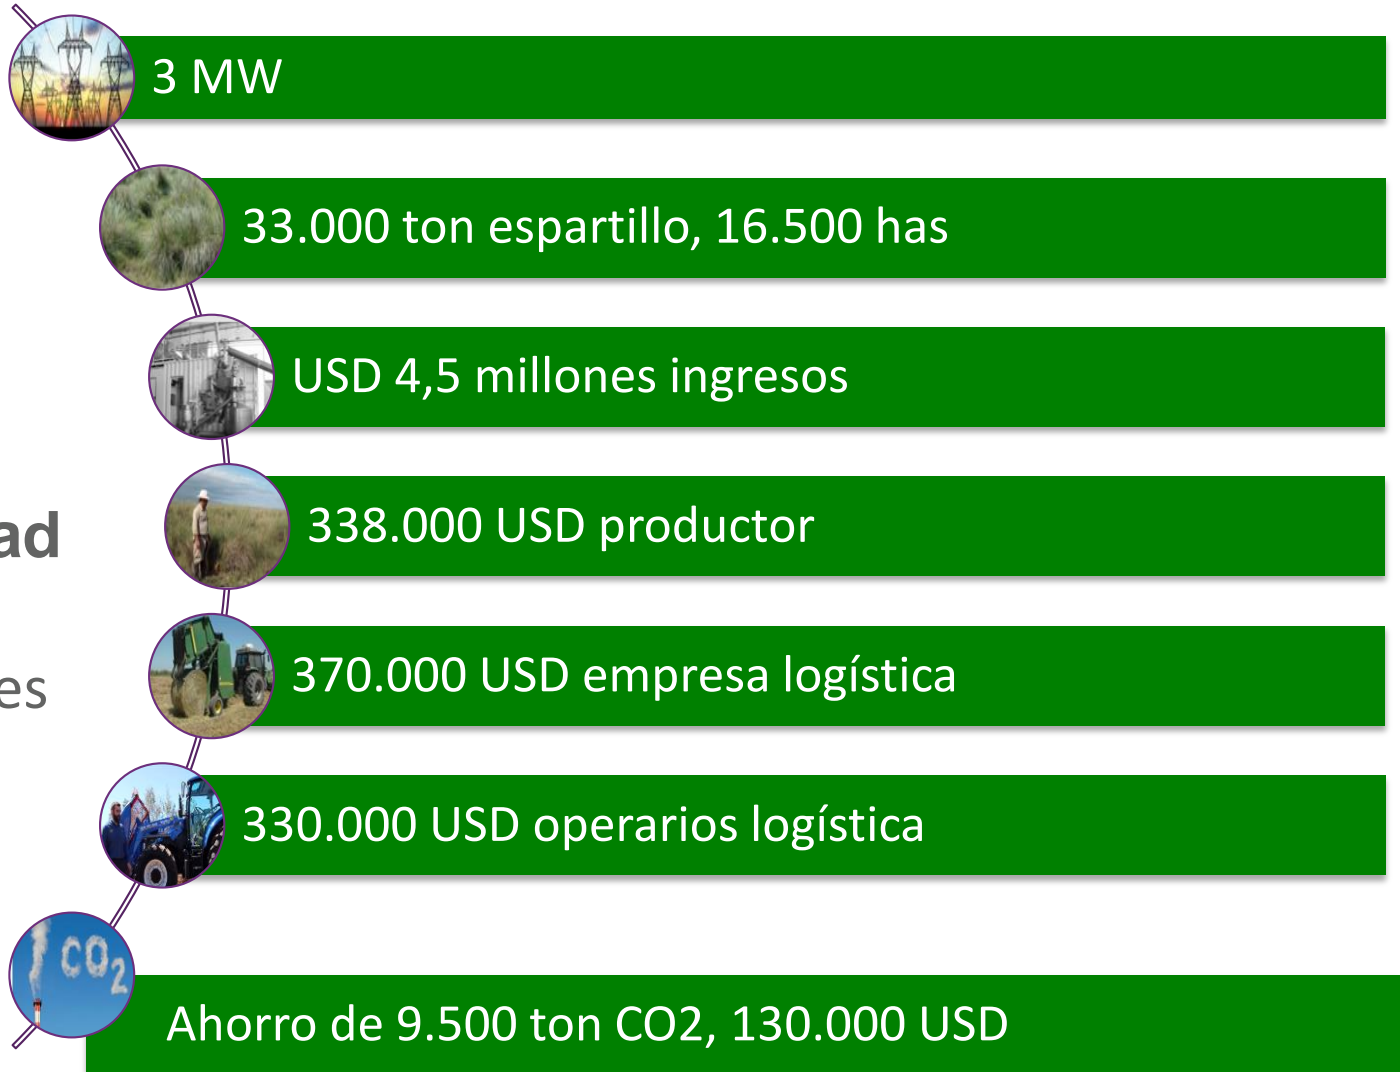 3 MW
33.000 ton espartillo, 16.500 has
USD 4,5 millones ingresos
ad
338.000 USD productor
es
370.000 USD empresa logística
330.000 USD operarios logística
CO2
Ahorro de 9.500 ton CO2, 130.000 USD